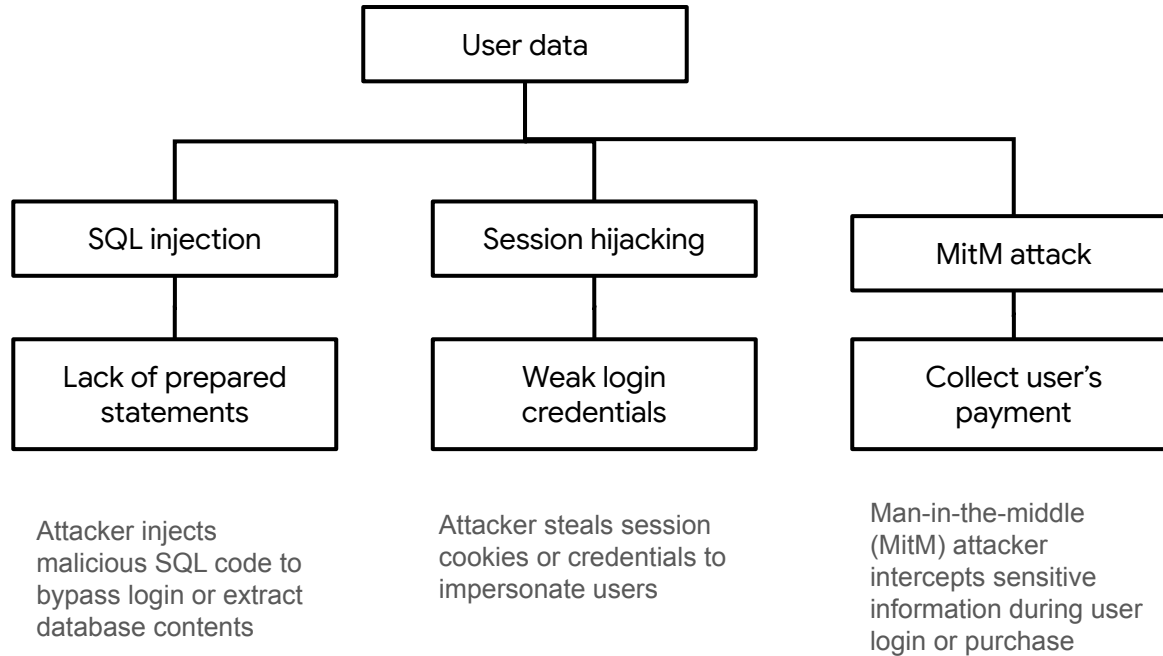 User data
SQL injection
Session hijacking
MitM attack
Lack of prepared
statements
Weak login
credentials
Collect user’s
payment
Attacker injects
malicious SQL code to
bypass login or extract
database contents
Attacker steals session
cookies or credentials to
impersonate users
Man-in-the-middle
(MitM) attacker
intercepts sensitive
information during user
login or purchase